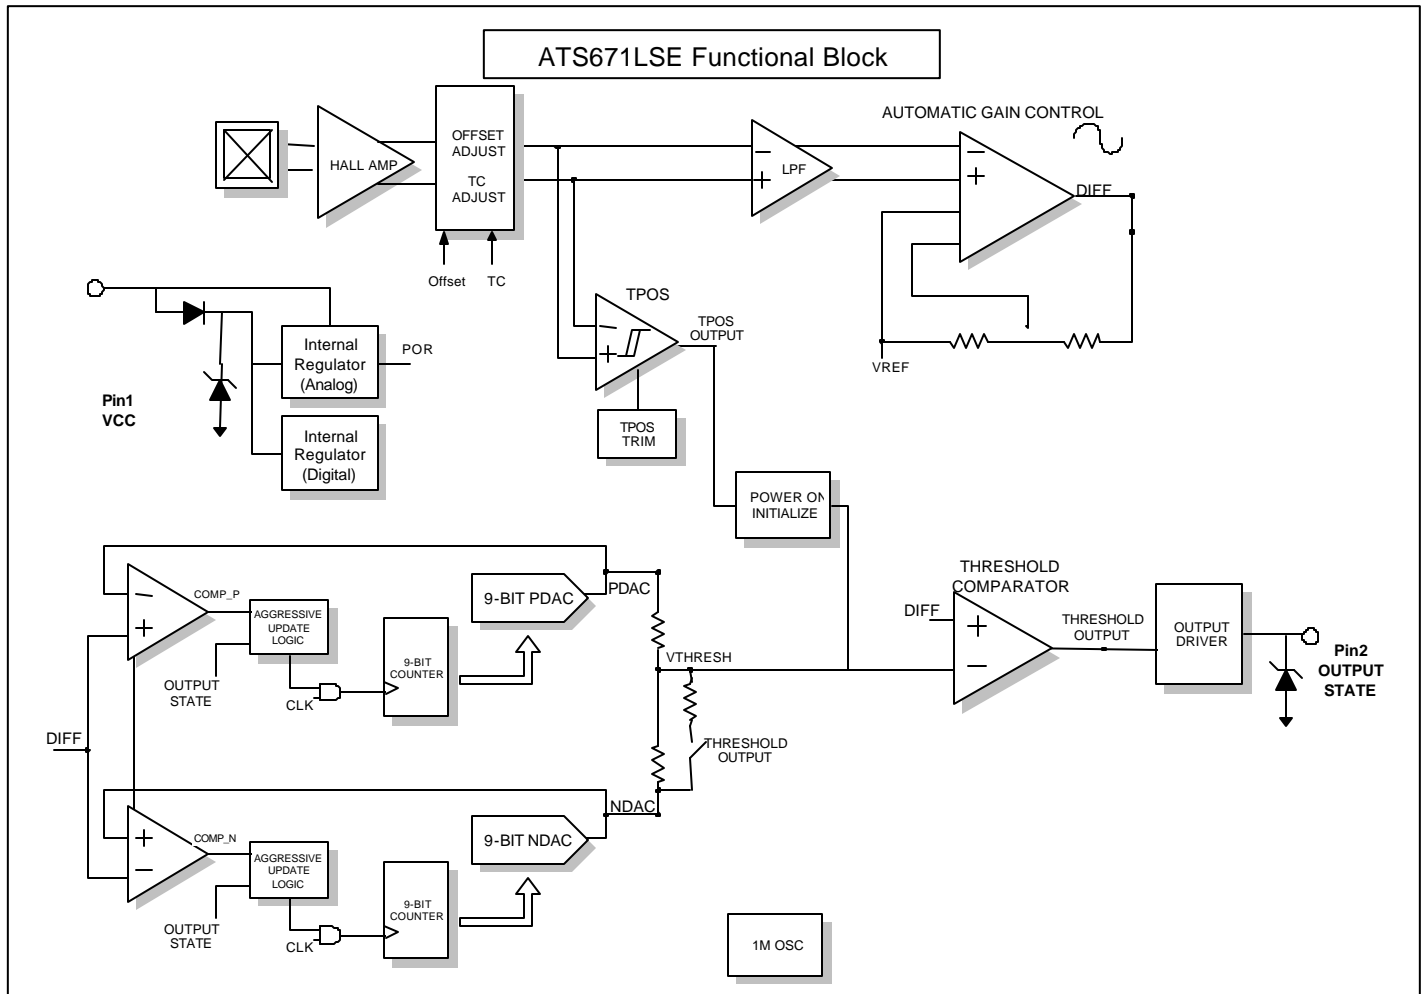 ATS671LSE Functional Block
AUTOMATIC GAIN CONTROL
HALL AMP
OFFSET
ADJUST
TC
ADJUST
Offset
TC
−
+
LPF
−
+
DIFF
VREF
TPOS
−
+
TPOS
OUTPUT
TPOS
TRIM
Pin1
VCC
Internal
Regulator
(Analog)
POR
Internal
Regulator
(Digital)
POWER ON
INITIALIZE
−
+
COMP_P
AGGRESSIVE
UPDATE
LOGIC
OUTPUT
STATE
CLK
9-BIT
COUNTER
9-BIT PDAC
PDAC
VTHRESH
THRESHOLD
OUTPUT
DIFF
+
−
COMP_N
AGGRESSIVE
UPDATE
LOGIC
OUTPUT
STATE
CLK
9-BIT
COUNTER
9-BIT NDAC
NDAC
THRESHOLD
COMPARATOR
DIFF
+
−
THRESHOLD
OUTPUT
OUTPUT
DRIVER
Pin2
OUTPUT
STATE
1M OSC